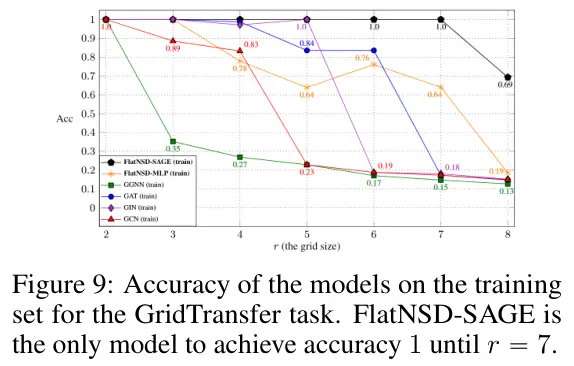 1
0.9
0.8
0.7
0.6
0.5
0.4
0.3
0.2
0.1
0
Acc
1.0
1.0
1.0
1.0
0.89
0.83
0.84
0.78
0.76
0.64
0.64
0.69
0.35
0.27
0.23
0.19
0.18
0.19
0.17
0.15
0.13
FlatNSD-SAGE (train)
FlatNSD-MLP (train)
GGNN (train)
GAT (train)
GIN (train)
GCN (train)
2 3 4 5 6 7 8
r (the grid size)
Figure 9: Accuracy of the models on the training
set for the GridTransfer task. FlatNSD-SAGE is
the only model to achieve accuracy 1 until r = 7.